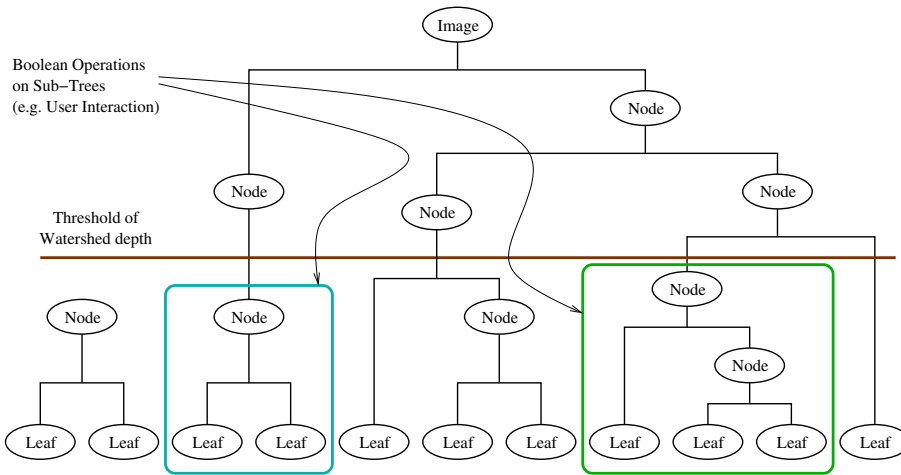 Image
Boolean Operations
on Sub−Trees
(e.g. User Interaction)
Node
Node
Node
Node
Threshold of
Watershed depth
Node
Node
Node
Node
Node
Leaf
Leaf
Leaf
Leaf
Leaf
Leaf
Leaf
Leaf
Leaf
Leaf
Leaf